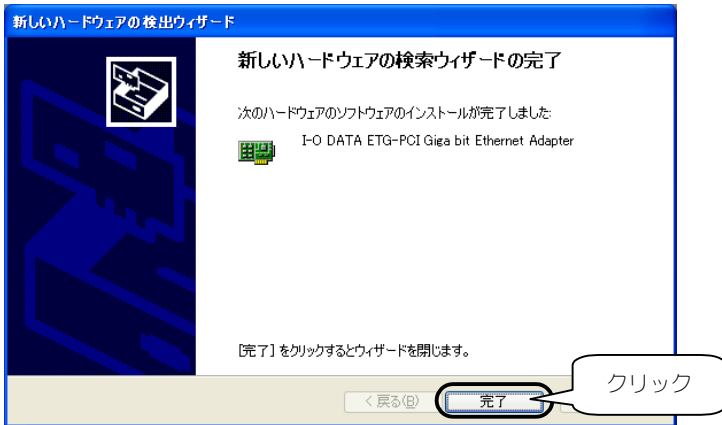 新しいハードウェアの検出ウィザード
新しいハードウェアの検索ウィザードの完了
次のハードウェアのソフトウェアのインストールが完了しました:
I-O DATA ETG-PCI Giga bit Ethernet Adapter
[完了] をクリックするとウィザードを閉じます。
< 戻る(B)
完了
クリック